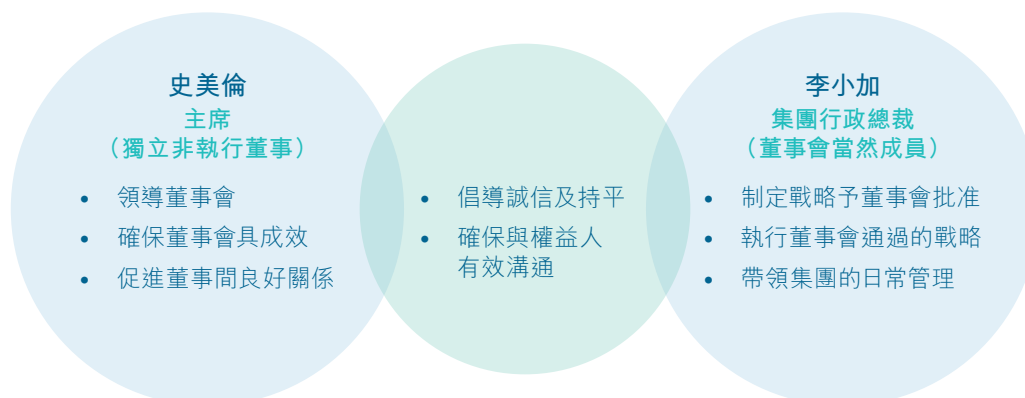 史美倫
主席
（獨立非執行董事）
• 領導董事會
• 確保董事會具成效
• 促進董事間良好關係
• 倡導誠信及持平
• 確保與權益人
有效溝通
李小加
集團行政總裁
（董事會當然成員）
• 制定戰略予董事會批准
• 執行董事會通過的戰略
• 帶領集團的日常管理